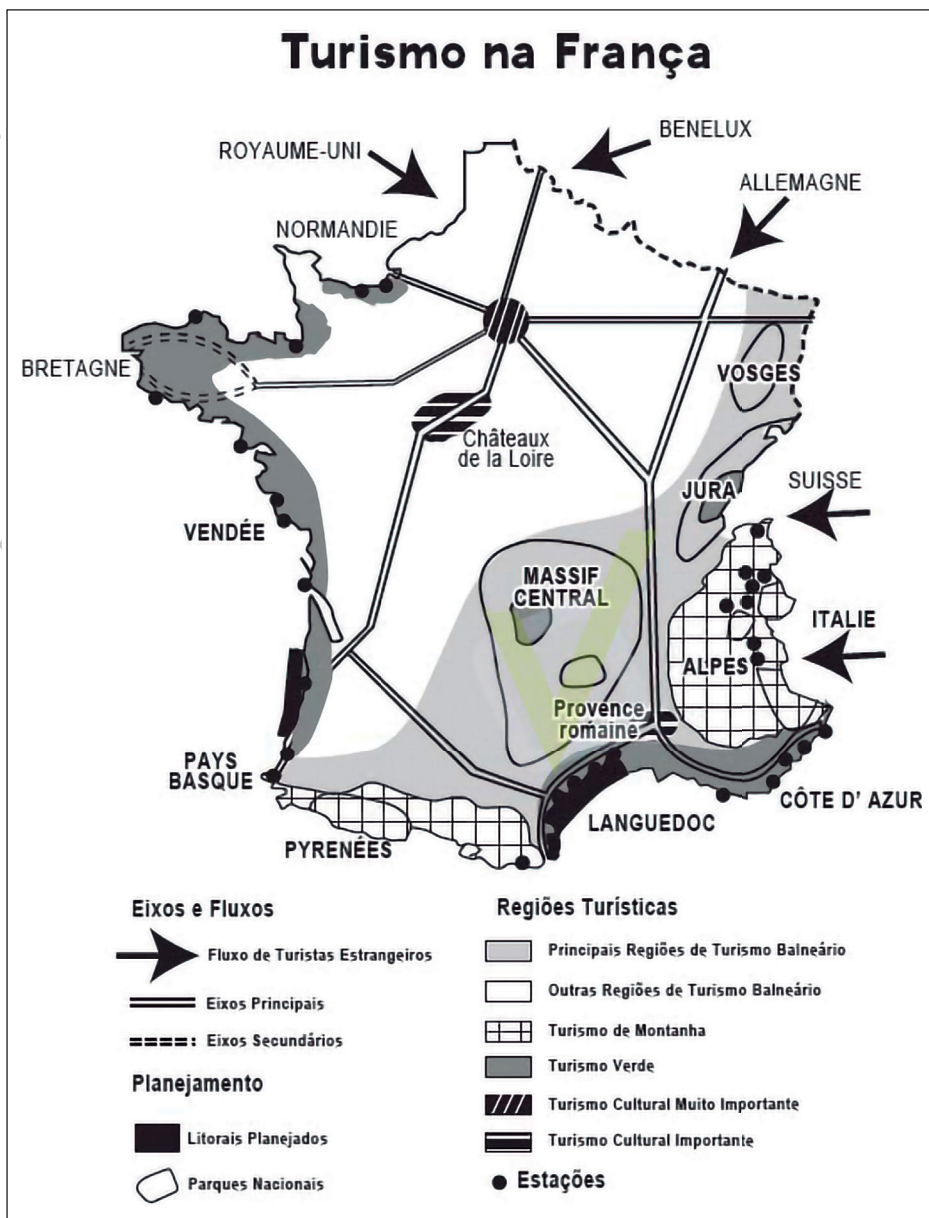 Turismo na França
ROYAUME-UNI
BENELUX
ALLEMAGNE
NORMANDIE
BRETAGNE
VOSGES
Châteaux
de la Loire
JURA
SUISSE
VENDÉE
MASSIF
CENTRAL
ITALIE
ALPES
Provence
romaine
PAYS
BASQUE
CÔTE D' AZUR
LANGUEDOC
PYRENÉES
Eixos e Fluxos
Fluxo de Turistas Estrangeiros
Eixos Principais
Eixos Secundários
Planejamento
Litorais Planejados
Parques Nacionais
Regiões Turísticas
Principais Regiões de Turismo Balneário
Outras Regiões de Turismo Balneário
Turismo de Montanha
Turismo Verde
Turismo Cultural Muito Importante
Turismo Cultural Importante
Estações